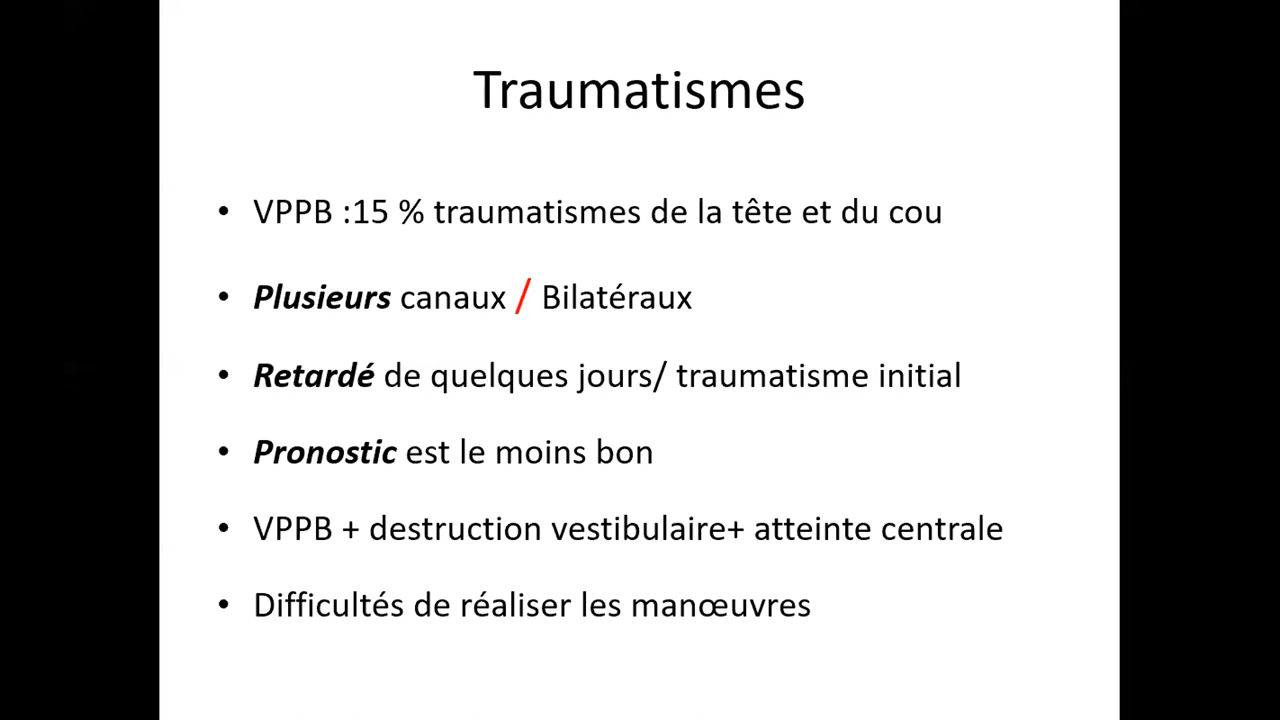 Traumatismes
• VPPB :15 % traumatismes de la tête et du cou
• Plusieurs canaux / Bilatéraux
• Retardé de quelques jours/ traumatisme initial
• Pronostic est le moins bon
• VPPB + destruction vestibulaire+ atteinte centrale
• Difficultés de réaliser les manœuvres